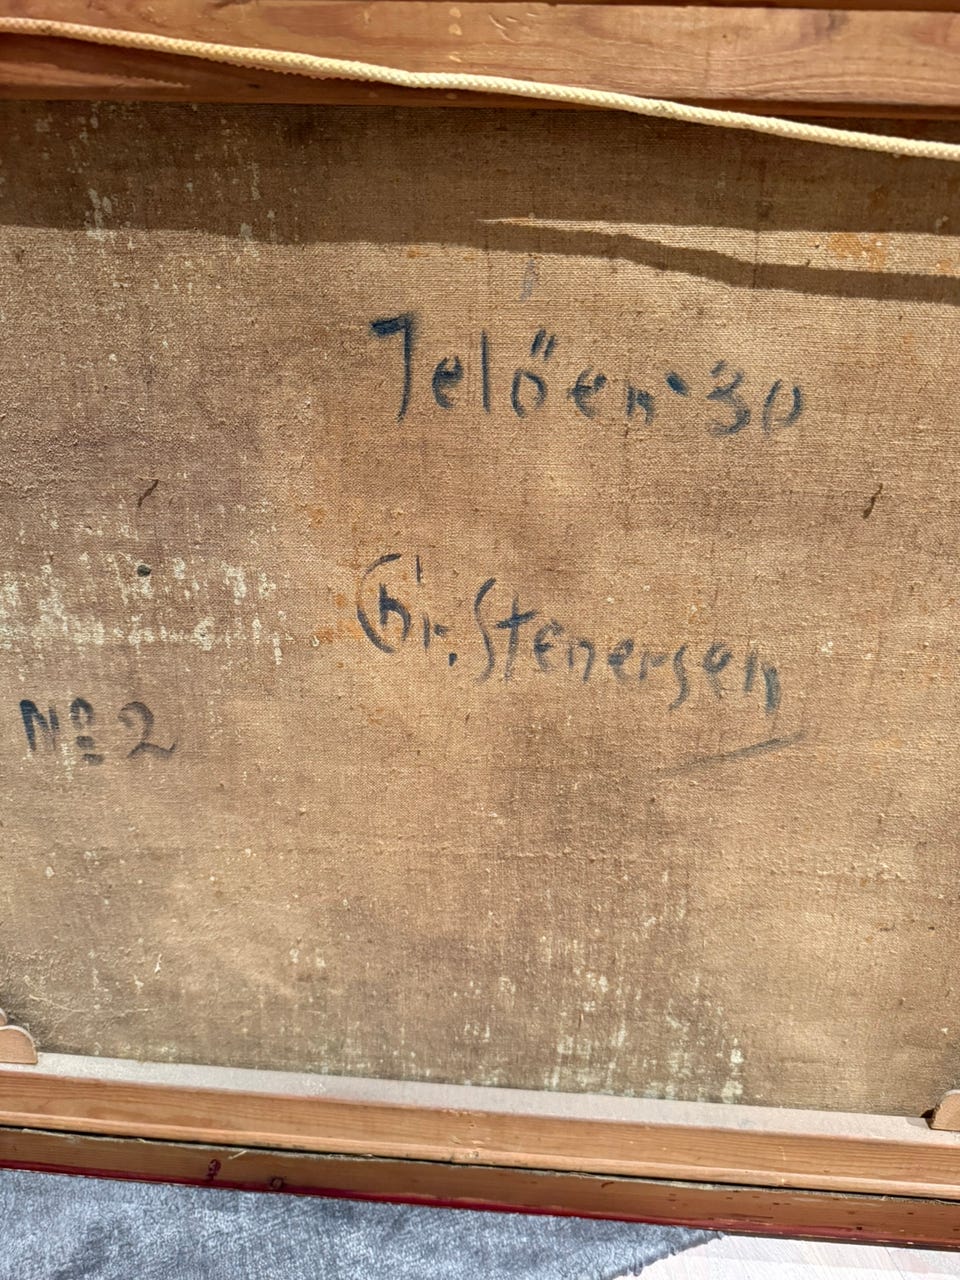 Jelöen 30
Chr. Stenersen
No 2